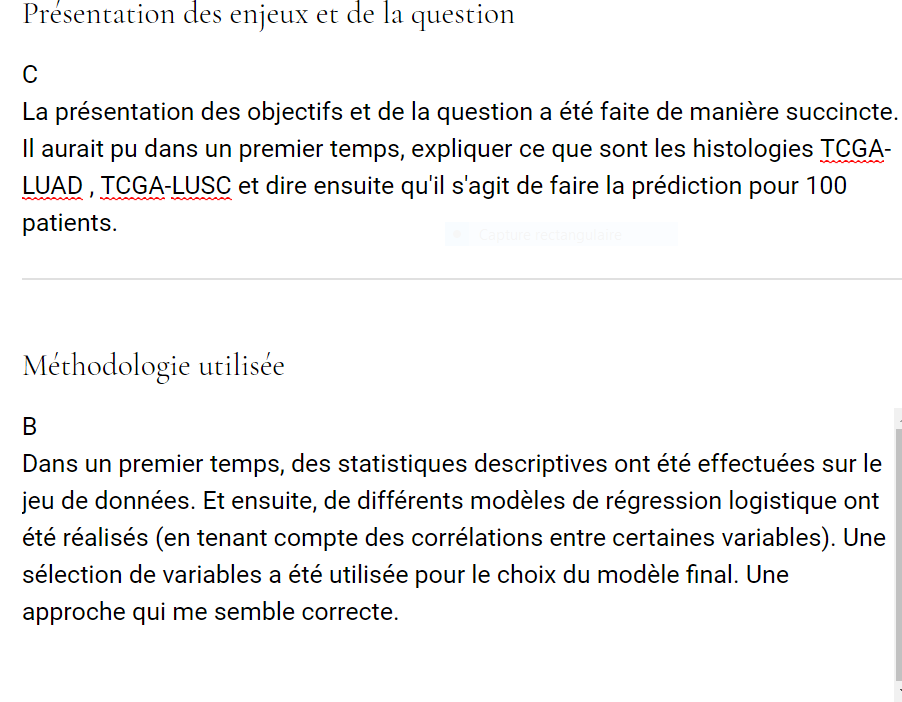 Présentation des enjeux et de la question
C
La présentation des objectifs et de la question a été faite de manière succincte.
Il aurait pu dans un premier temps, expliquer ce que sont les histologies TCGA-
LUAD , TCGA-LUSC et dire ensuite qu'il s'agit de faire la prédiction pour 100
patients.
Capture rectangulaire
Méthodologie utilisée
B
Dans un premier temps, des statistiques descriptives ont été effectuées sur le
jeu de données. Et ensuite, de différents modèles de régression logistique ont
été réalisés (en tenant compte des corrélations entre certaines variables). Une
sélection de variables a été utilisée pour le choix du modèle final. Une
approche qui me semble correcte.